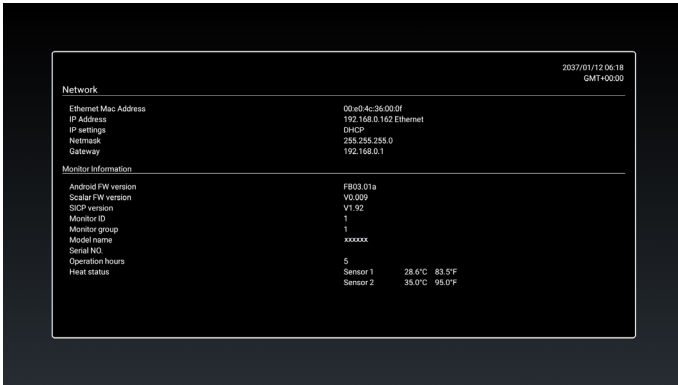 2037/01/12 06:18
GMT+00:00
Network
Ethernet Mac Address 00:e0:4c:36:00:0f
IP Address 192.168.0.162 Ethernet
IP settings DHCP
Netmask 255.255.255.0
Gateway 192.168.0.1
Monitor Information
Android FW version FB03.01a
Scalar FW version V0.009
SICP version V1.92
Monitor ID 1
Monitor group 1
Model name xxxxxx
Serial NO.
Operation hours 5
Heat status Sensor 1 28.6°C 83.5°F
Sensor 2 35.0°C 95.0°F